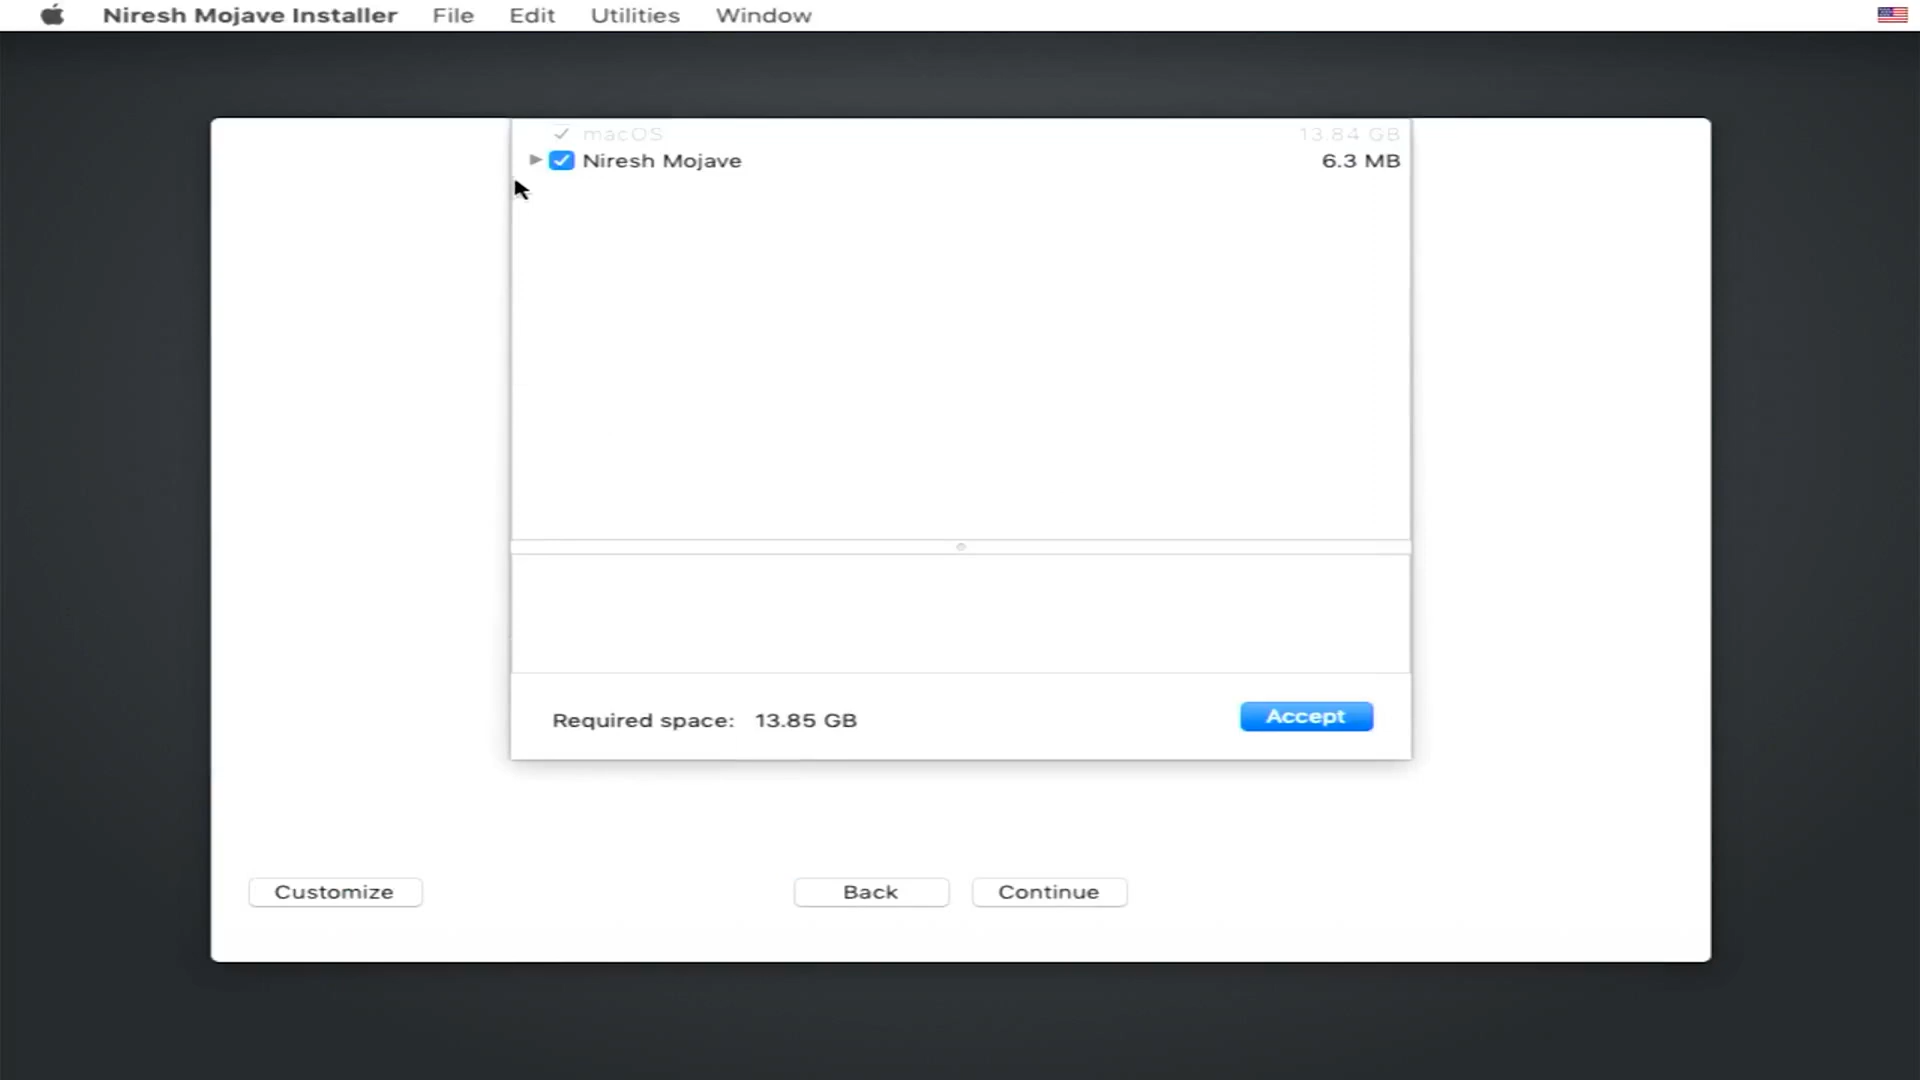 Niresh Mojave Installer File Edit Utilities Window
macOS 13.84 GB
Niresh Mojave 6.3 MB
Required space: 13.85 GB Accept
Customize Back Continue